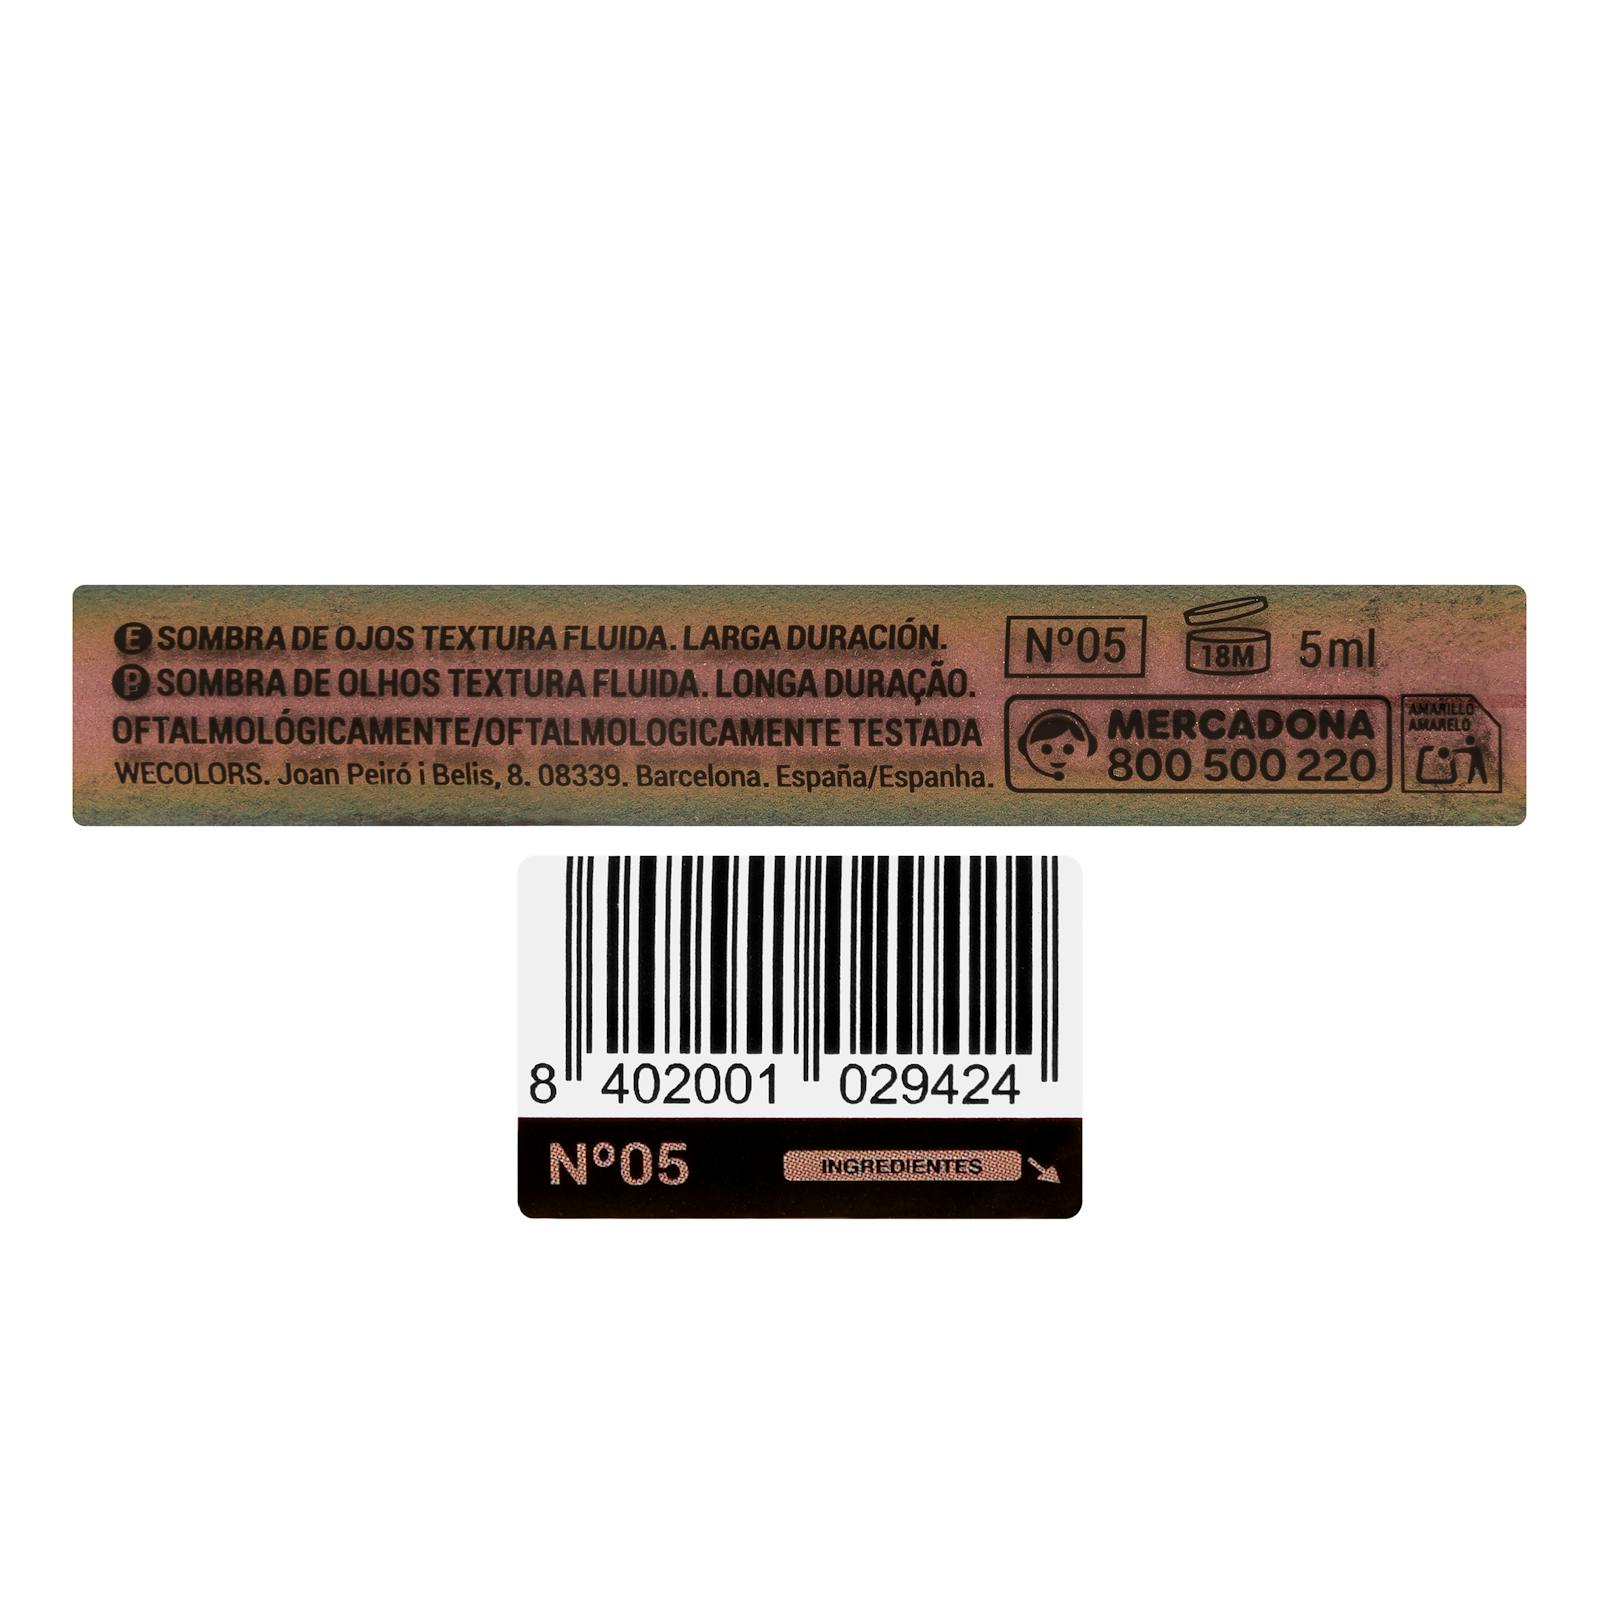 E SOMBRA DE OJOS TEXTURA FLUIDA. LARGA DURACIÓN.
P SOMBRA DE OLHOS TEXTURA FLUIDA. LONGA DURAÇÃO.
OFTALMOLÓGICAMENTE/OFTALMOLOGICAMENTE TESTADA
WECOLORS. Joan Peiró i Belis, 8. 08339. Barcelona. España/Espanha.
Nº05
18M
5ml
MERCADONA
800 500 220
AMARILLO
AMARELO
8 402001 029424
Nº05
INGREDIENTES